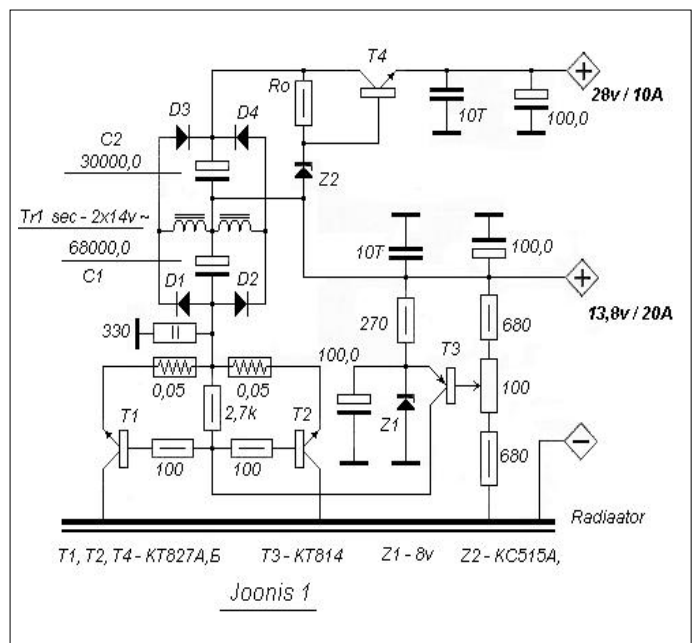 T4
Ro
D3
D4
10T
100,0
28v / 10A
C2
30000,0
Z2
Tr1 sec - 2x14v ~
68000,0
C1
10T
100,0
D1
D2
13,8v / 20A
330
270
680
T3
100,0
0,05
0,05
100
T1
2,7k
T2
Z1
680
100
100
Radiaator
T1, T2, T4 - KT827A,Б
T3 - KT814
Z1 - 8v
Z2 - KC515A,
Joonis 1